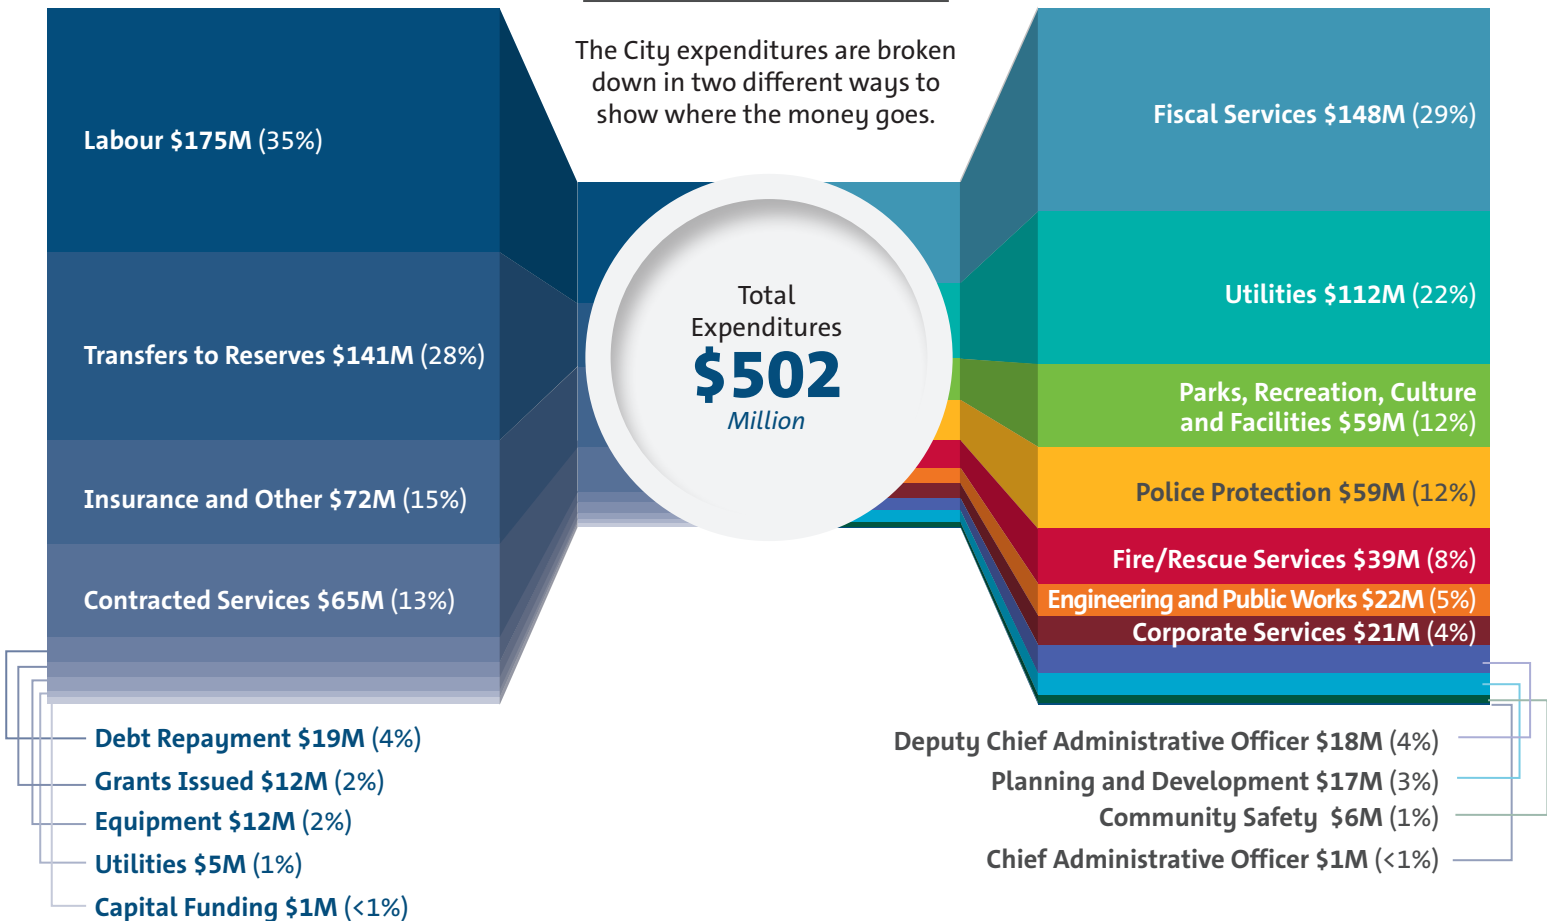 The City expenditures are broken
down in two different ways to
show where the money goes.
Labour $175M (35%)
Transfers to Reserves $141M (28%)
Insurance and Other $72M (15%)
Contracted Services $65M (13%)
Debt Repayment $19M (4%)
Grants Issued $12M (2%)
Equipment $12M (2%)
Utilities $5M (1%)
Capital Funding $1M (<1%)
Total
Expenditures
$502
Million
Fiscal Services $148M (29%)
Utilities $112M (22%)
Parks, Recreation, Culture
and Facilities $59M (12%)
Police Protection $59M (12%)
Fire/Rescue Services $39M (8%)
Engineering and Public Works $22M (5%)
Corporate Services $21M (4%)
Deputy Chief Administrative Officer $18M (4%)
Planning and Development $17M (3%)
Community Safety $6M (1%)
Chief Administrative Officer $1M (<1%)